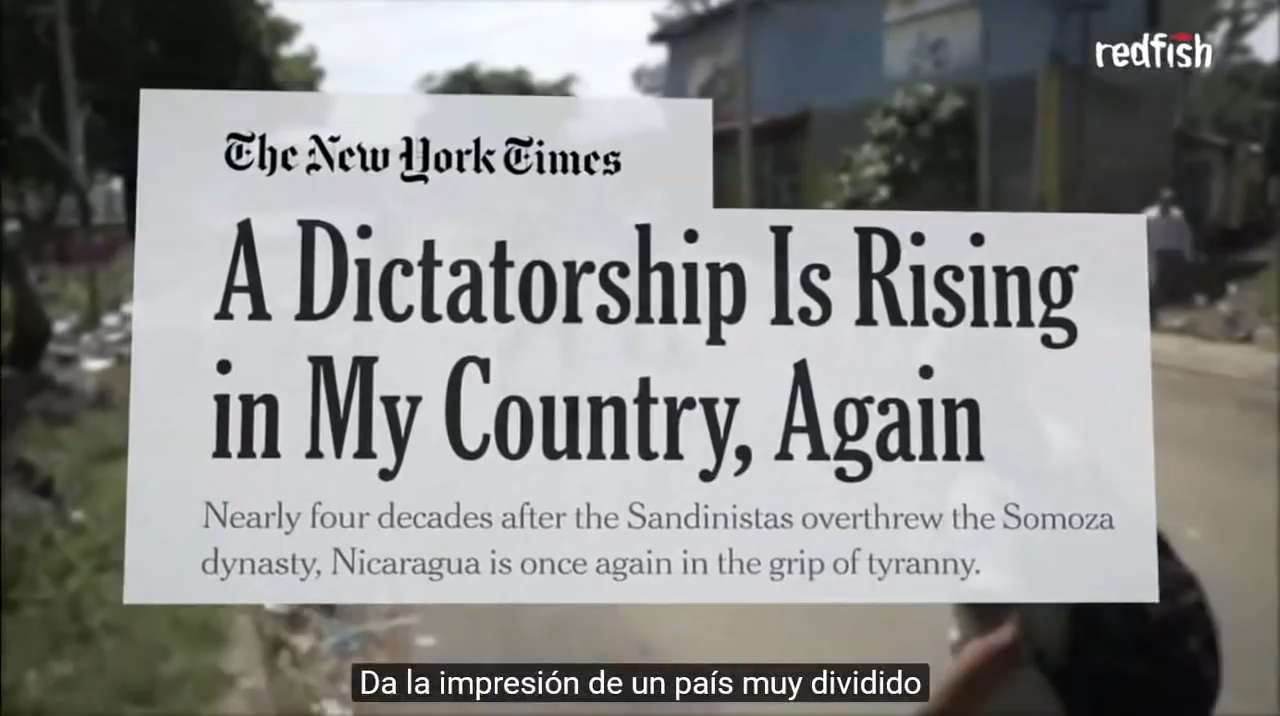 redfish
The New York Times
A Dictatorship Is Rising
in My Country, Again
Nearly four decades after the Sandinistas overthrew the Somoza
dynasty, Nicaragua is once again in the grip of tyranny.
Da la impresión de un país muy dividido